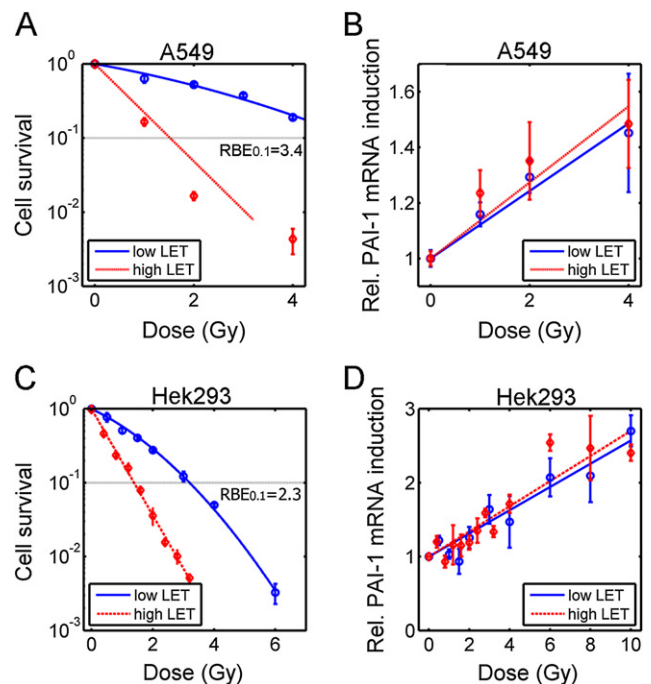 A
A549
Cell survival
10⁰
10⁻¹
10⁻²
10⁻³
RBE0.1=3.4
low LET
high LET
0 2 4
Dose (Gy)
B
A549
Rel. PAI-1 mRNA induction
1.6
1.4
1.2
1
low LET
high LET
0 2 4
Dose (Gy)
C
Hek293
Cell survival
10⁰
10⁻¹
10⁻²
10⁻³
RBE0.1=2.3
low LET
high LET
0 2 4 6
Dose (Gy)
D
Hek293
Rel. PAI-1 mRNA induction
3
2
1
0
low LET
high LET
0 2 4 6 8 10
Dose (Gy)